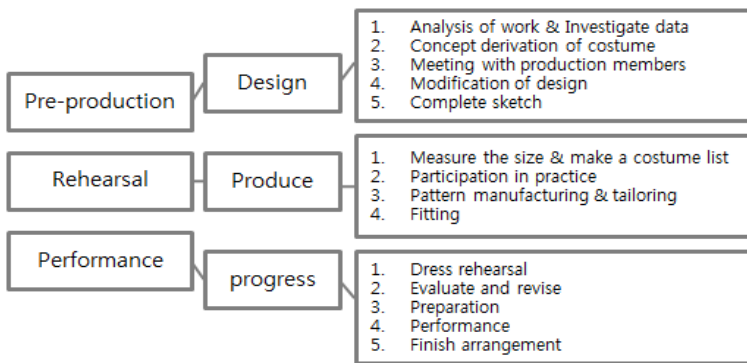 Pre-production
Design
1. Analysis of work & Investigate data
2. Concept derivation of costume
3. Meeting with production members
4. Modification of design
5. Complete sketch
Rehearsal
Produce
1. Measure the size & make a costume list
2. Participation in practice
3. Pattern manufacturing & tailoring
4. Fitting
Performance
progress
1. Dress rehearsal
2. Evaluate and revise
3. Preparation
4. Performance
5. Finish arrangement